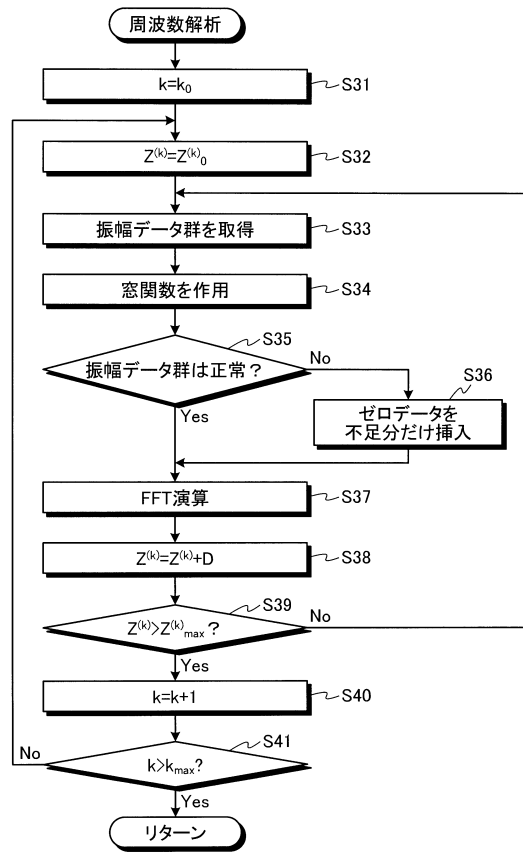 周波数解析
k=k₀
S31
Z⁽ᵏ⁾=Z⁽ᵏ⁾₀
S32
振幅データ群を取得
S33
窓関数を作用
S34
S35
振幅データ群は正常？
No
Yes
S36
ゼロデータを
不足分だけ挿入
FFT演算
S37
Z⁽ᵏ⁾=Z⁽ᵏ⁾+D
S38
S39
Z⁽ᵏ⁾>Z⁽ᵏ⁾max？
No
Yes
k=k+1
S40
S41
k>kmax?
No
Yes
リターン